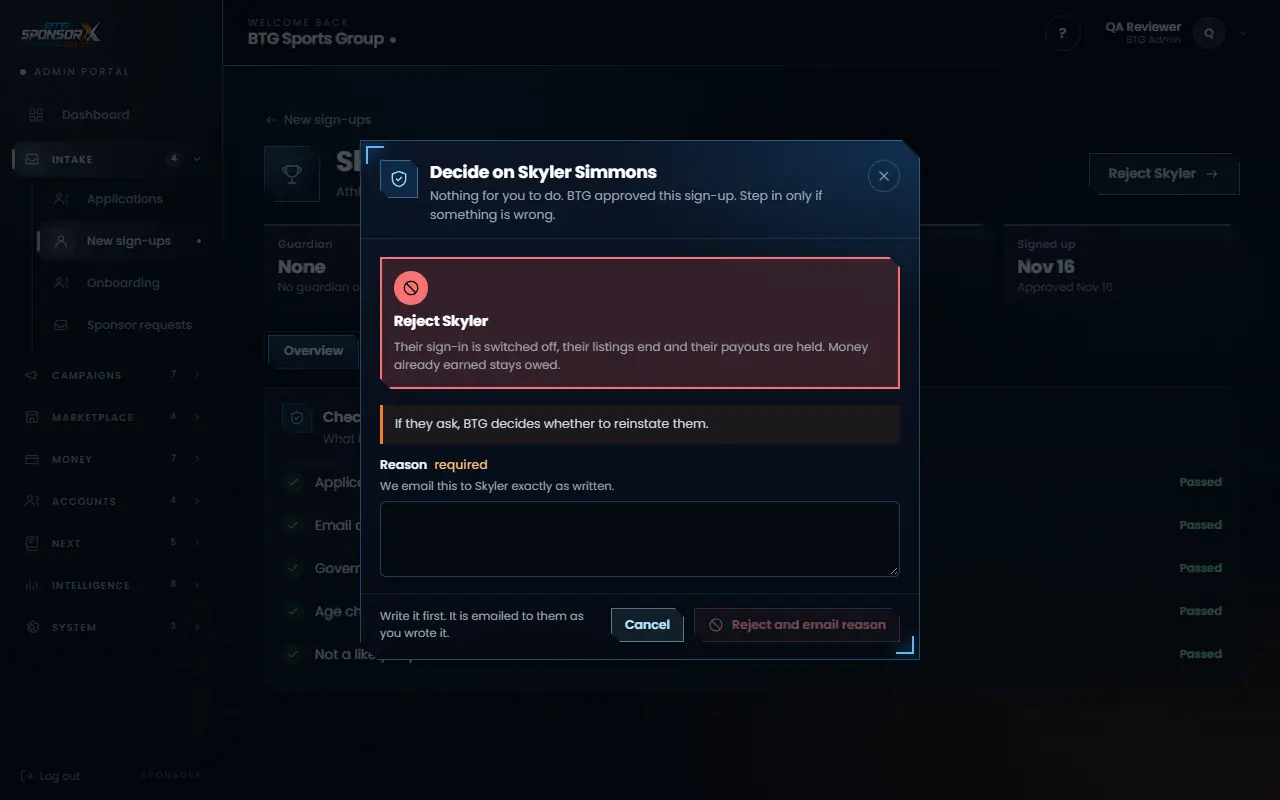 BTG
SPONSORX
ADMIN PORTAL
Dashboard
INTAKE 4
Applications
New sign-ups
Onboarding
Sponsor requests
CAMPAIGNS 7
MARKETPLACE 4
MONEY 7
ACCOUNTS 4
NEXT 5
INTELLIGENCE 8
SYSTEM 3
Log out
SPONSORX
WELCOME BACK
BTG Sports Group
?
QA Reviewer
BTG Admin
Q
← New sign-ups
Reject Skyler →
Guardian
None
No guardian
Signed up
Nov 16
Approved Nov 16
Overview
Passed
Passed
Passed
Passed
Passed
Decide on Skyler Simmons
Nothing for you to do. BTG approved this sign-up. Step in only if
something is wrong.
Reject Skyler
Their sign-in is switched off, their listings end and their payouts are held. Money
already earned stays owed.
If they ask, BTG decides whether to reinstate them.
Reason required
We email this to Skyler exactly as written.
Write it first. It is emailed to them as
you wrote it.
Cancel
Reject and email reason